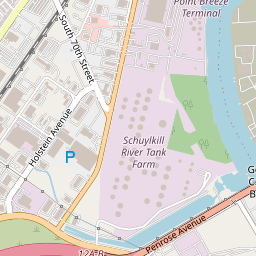 Point Breeze
Terminal
South 70th Street
Holstein Avenue
P
Schuylkill
River Tank
Farm
Penrose Avenue